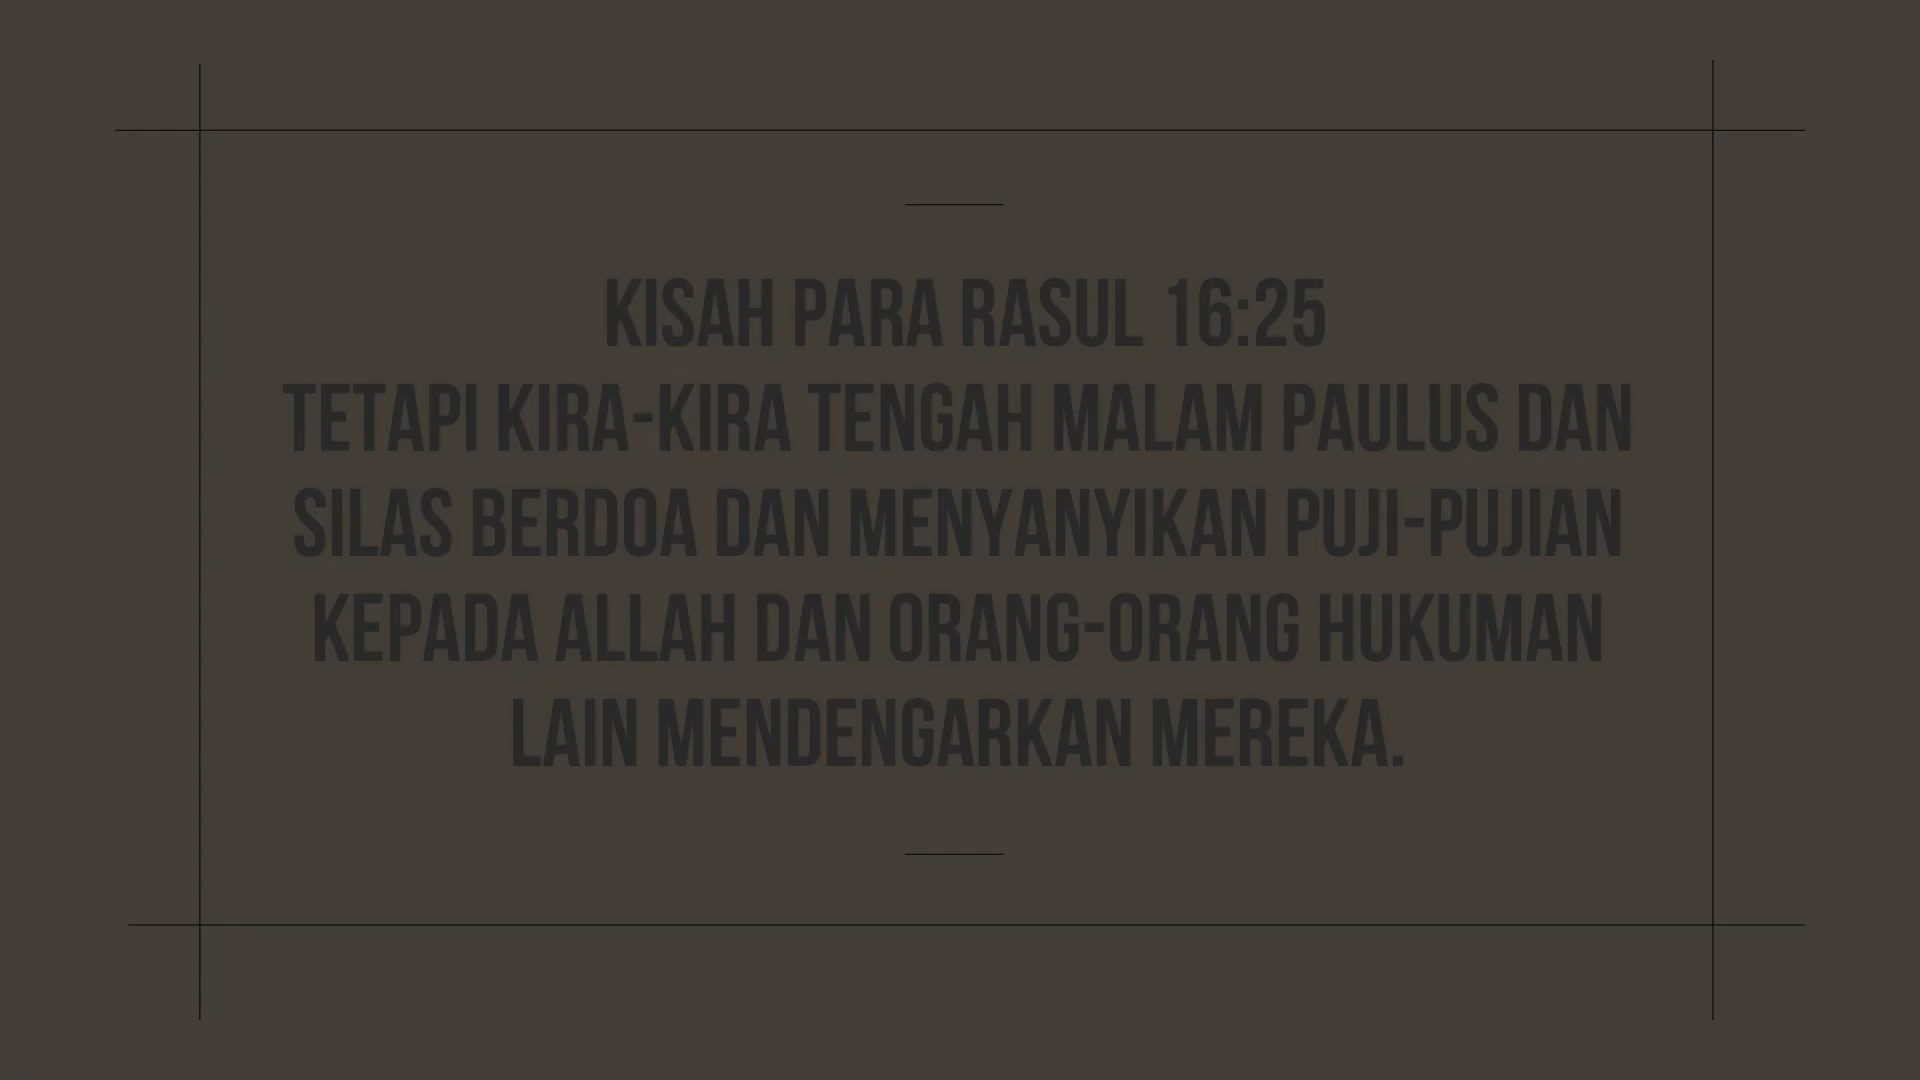 KISAH PARA RASUL 16:25
TETAPI KIRA-KIRA TENGAH MALAM PAULUS DAN
SILAS BERDOA DAN MENYANYIKAN PUJI-PUJIAN
KEPADA ALLAH DAN ORANG-ORANG HUKUMAN
LAIN MENDENGARKAN MEREKA.